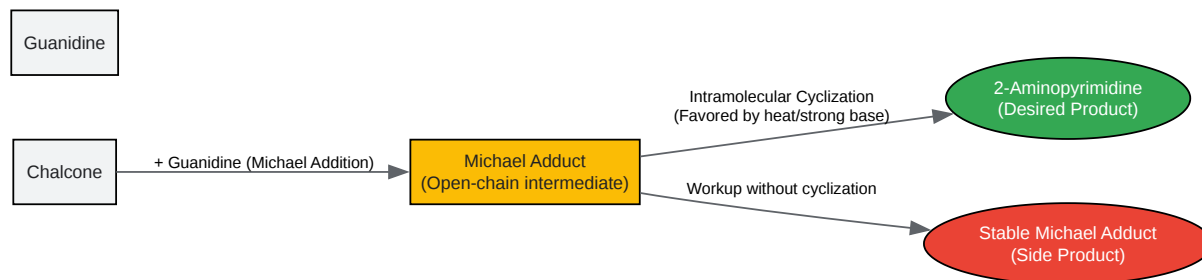 Guanidine
Chalcone
+ Guanidine (Michael Addition)
Michael Adduct
(Open-chain intermediate)
Intramolecular Cyclization
(Favored by heat/strong base)
2-Aminopyrimidine
(Desired Product)
Workup without cyclization
Stable Michael Adduct
(Side Product)